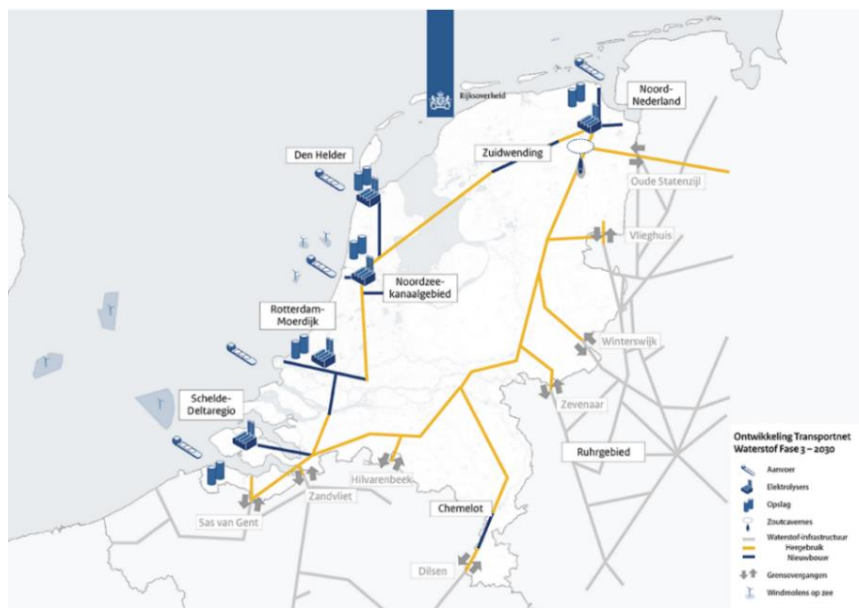 Rijksoverheid
Noord-
Nederland
Den Helder
Zuidwending
Oude Statenzijl
Vlieghuis
Noordzee-
kanaalgebied
Rotterdam-
Moerdijk
Winterswijk
Schelde-
Deltaregio
Zevenaar
Ruhrgebied
Hilvarenbeek
Zandvliet
Sas van Gent
Chemelot
Dilsen
Ontwikkeling Transportnet
Waterstof Fase 3 – 2030
Aanvoer
Elektrolysers
Opslag
Zoutcavernes
Waterstof-infrastructuur
Hergebruik
Nieuwbouw
Grensovergangen
Windmolens op zee